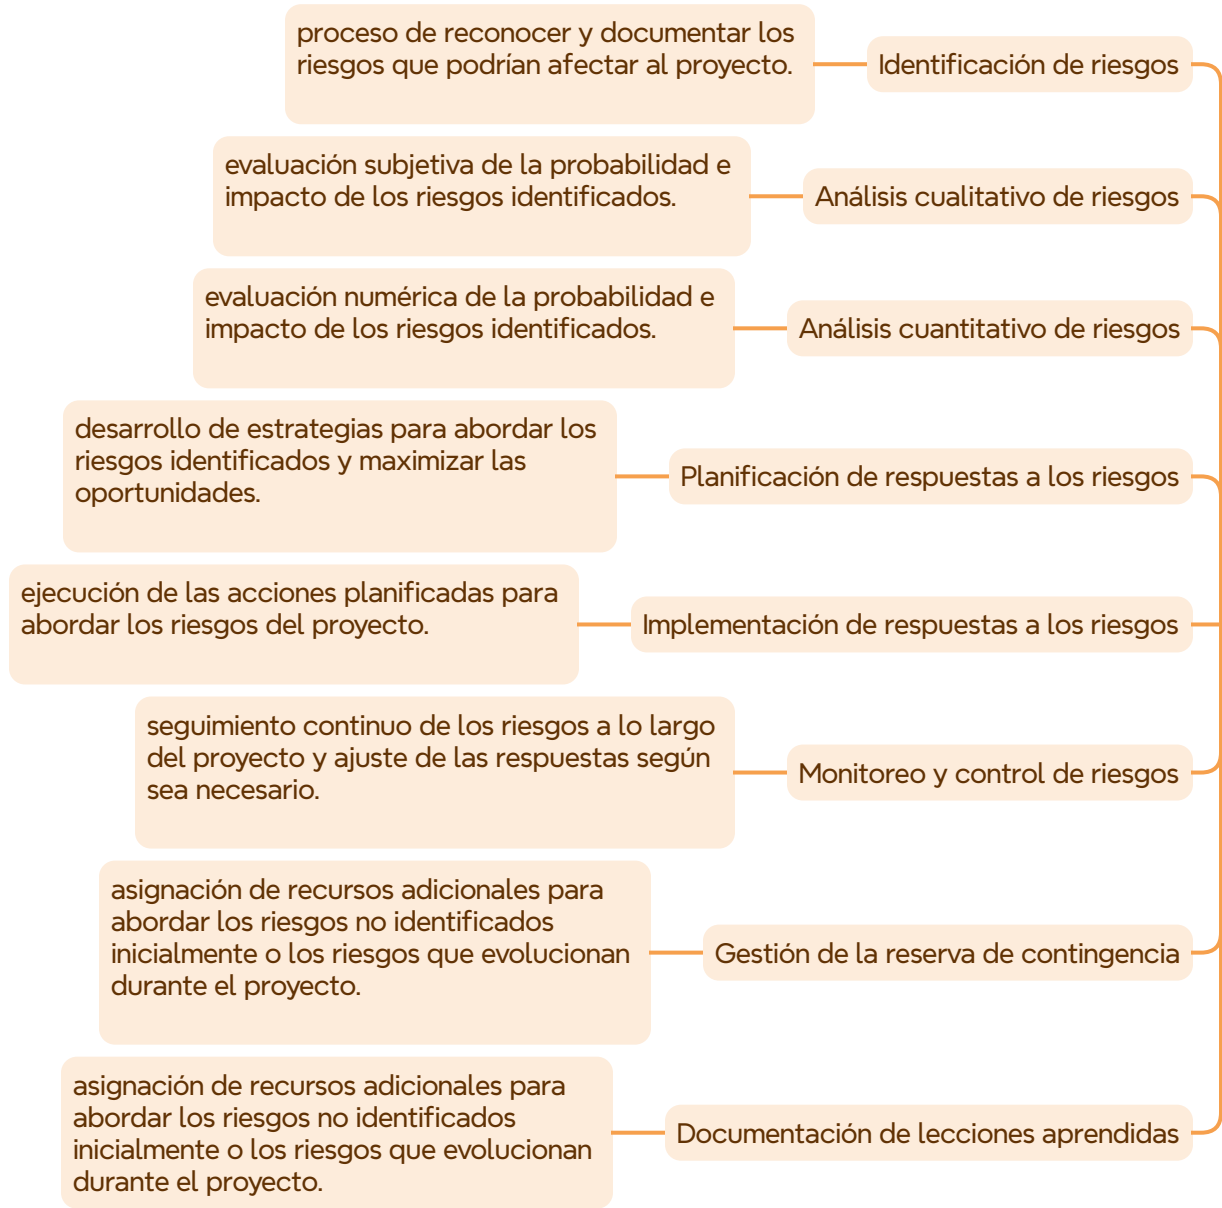 proceso de reconocer y documentar los
riesgos que podrían afectar al proyecto.
Identificación de riesgos
evaluación subjetiva de la probabilidad e
impacto de los riesgos identificados.
Análisis cualitativo de riesgos
evaluación numérica de la probabilidad e
impacto de los riesgos identificados.
Análisis cuantitativo de riesgos
desarrollo de estrategias para abordar los
riesgos identificados y maximizar las
oportunidades.
Planificación de respuestas a los riesgos
ejecución de las acciones planificadas para
abordar los riesgos del proyecto.
Implementación de respuestas a los riesgos
seguimiento continuo de los riesgos a lo largo
del proyecto y ajuste de las respuestas según
sea necesario.
Monitoreo y control de riesgos
asignación de recursos adicionales para
abordar los riesgos no identificados
inicialmente o los riesgos que evolucionan
durante el proyecto.
Gestión de la reserva de contingencia
asignación de recursos adicionales para
abordar los riesgos no identificados
inicialmente o los riesgos que evolucionan
durante el proyecto.
Documentación de lecciones aprendidas